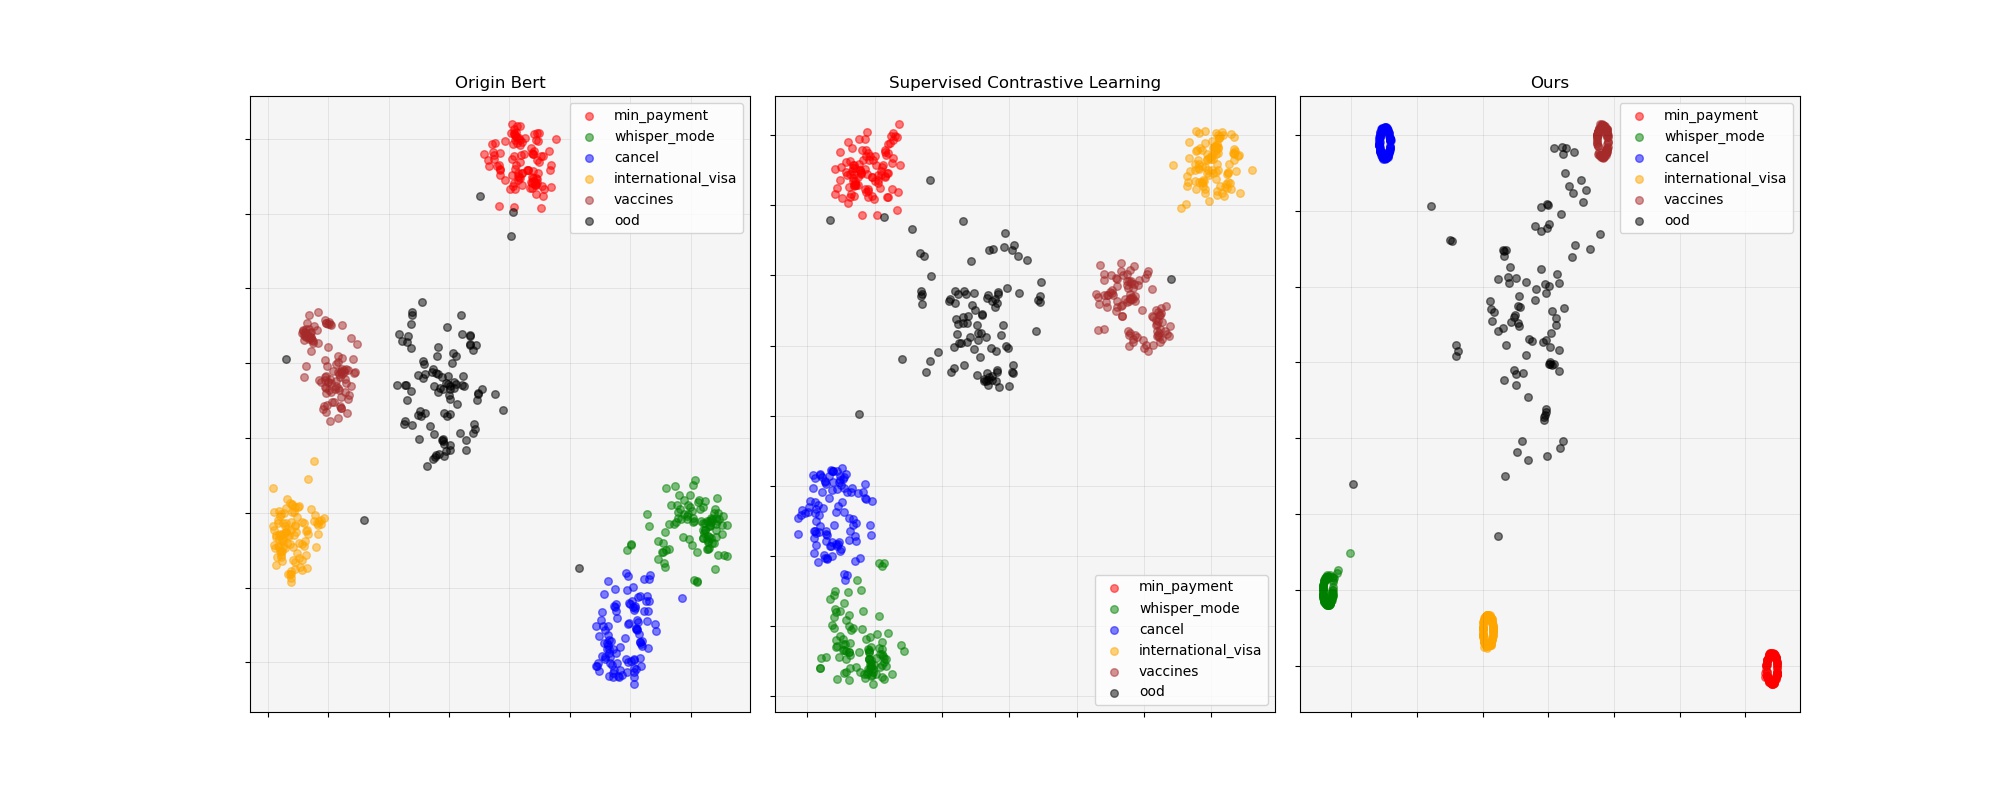 Origin Bert
min_payment
whisper_mode
cancel
international_visa
vaccines
ood
Supervised Contrastive Learning
min_payment
whisper_mode
cancel
international_visa
vaccines
ood
Ours
min_payment
whisper_mode
cancel
international_visa
vaccines
ood